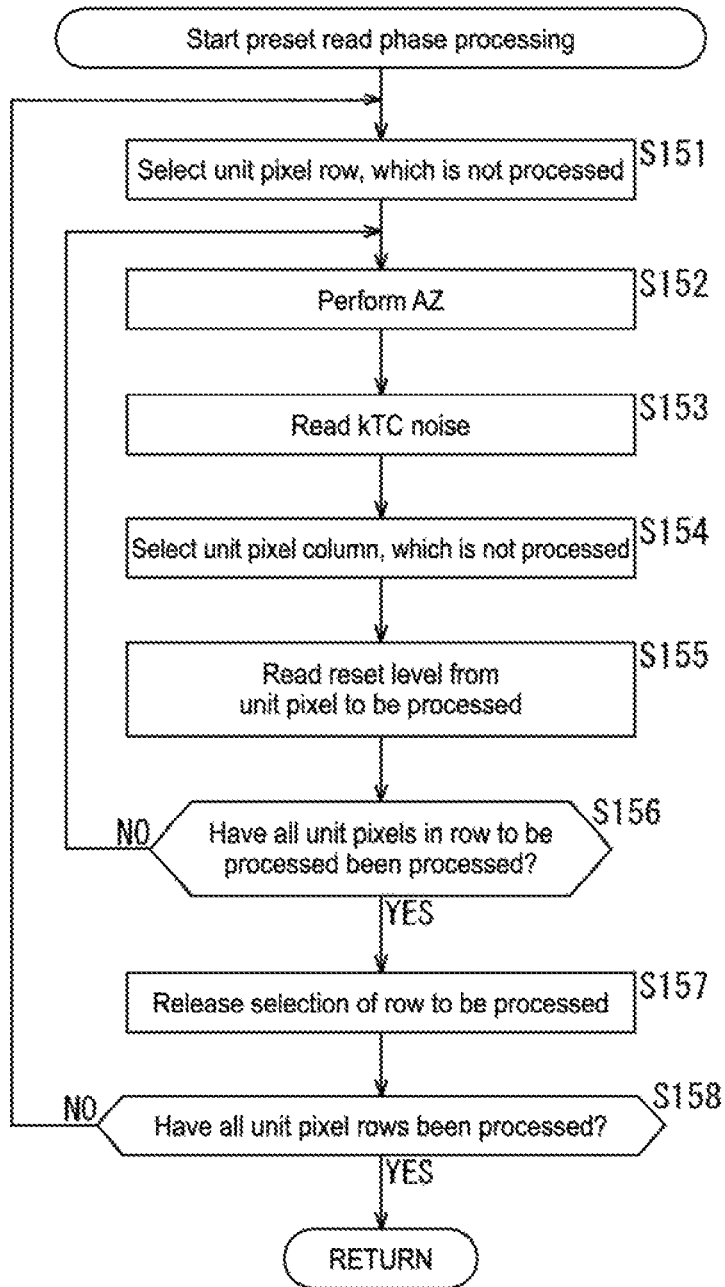 Start preset read phase processing
S151
Select unit pixel row, which is not processed
S152
Perform AZ
S153
Read kTC noise
S154
Select unit pixel column, which is not processed
S155
Read reset level from
unit pixel to be processed
S156
NO
Have all unit pixels in row to be
processed been processed?
YES
S157
Release selection of row to be processed
S158
NO
Have all unit pixel rows been processed?
YES
RETURN